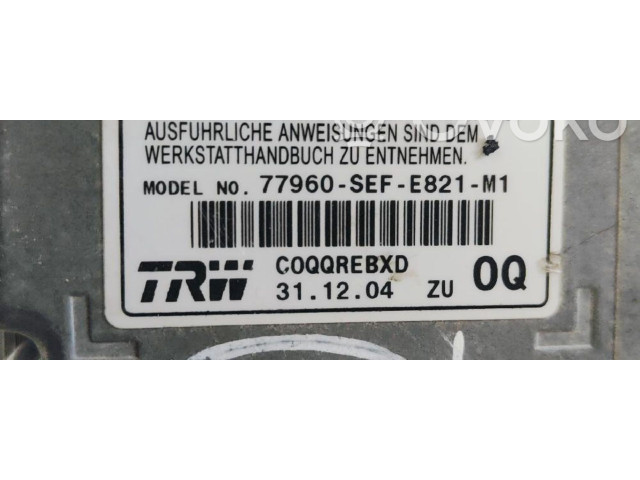 AUSFÜHRLICHE ANWEISUNGEN SIND DEM
WERKSTATTHANDBUCH ZU ENTNEHMEN.
MODEL NO. 77960-SEF-E821-M1
TRW COQQREBXD
31.12.04 ZU 0Q